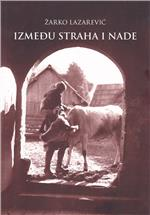 ŽARKO LAZAREVIĆ
IZMEĐU STRAHA I NADE